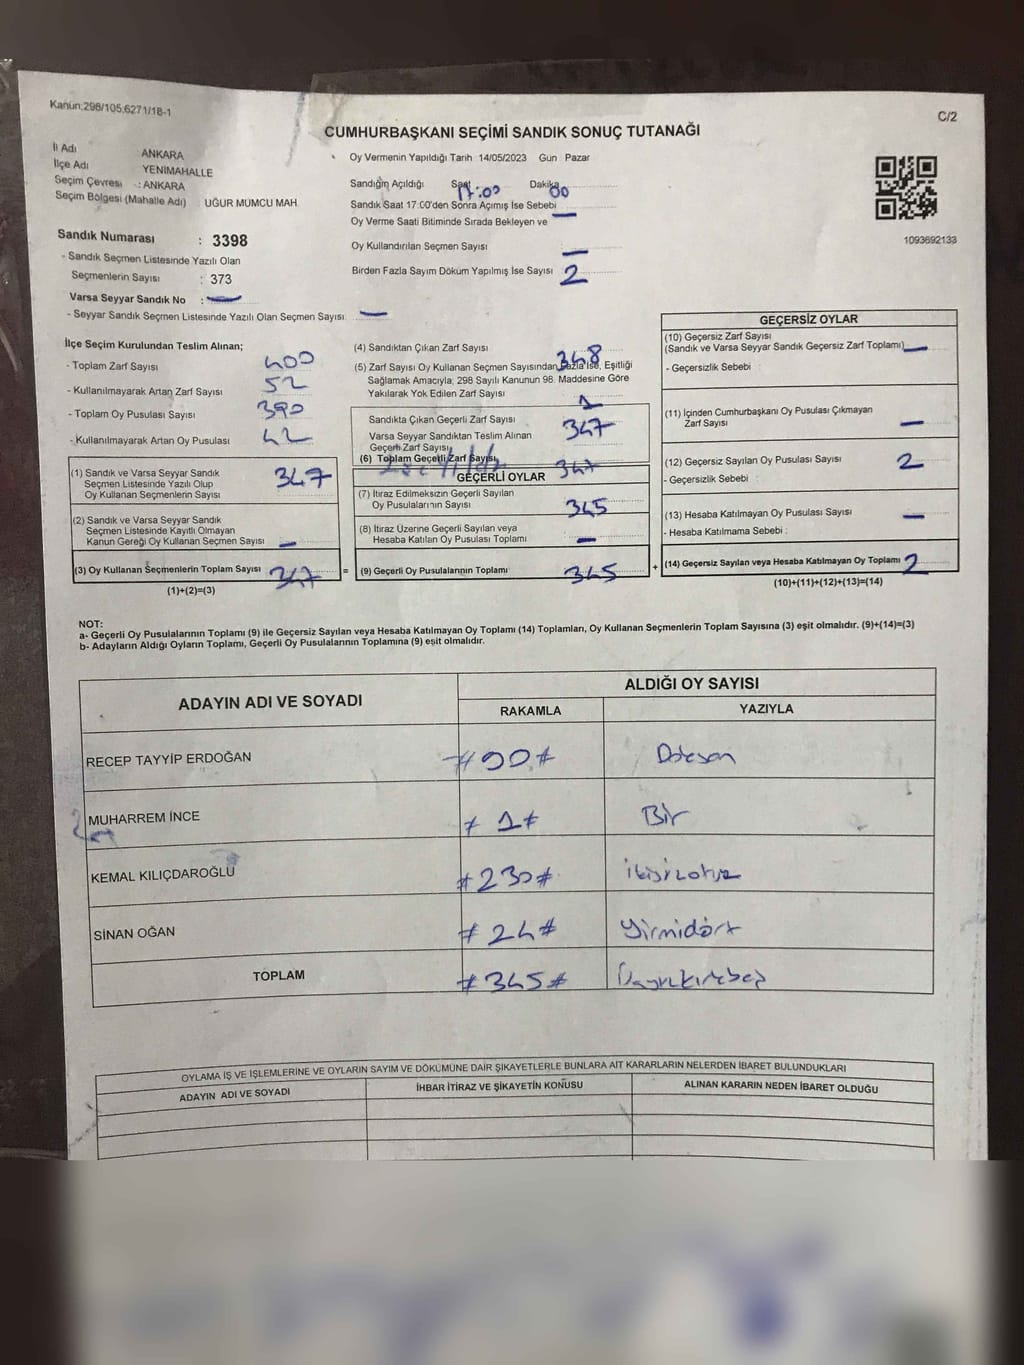 Kanun:298/105,6271/18-1
C/2
CUMHURBAŞKANI SEÇİMİ SANDIK SONUÇ TUTANAĞI
İl Adı ANKARA
İlçe Adı YENİMAHALLE
Seçim Çevresi : ANKARA
Seçim Bölgesi (Mahalle Adı) UĞUR MUMCU MAH.
Sandık Numarası : 3398
- Sandık Seçmen Listesinde Yazılı Olan
Seçmenlerin Sayısı : 373
Varsa Seyyar Sandık No : —
- Seyyar Sandık Seçmen Listesinde Yazılı Olan Seçmen Sayısı: —
Oy Vermenin Yapıldığı Tarih 14/05/2023 Gün Pazar
Sandığın Açıldığı Saat 17:00 Dakika 00
Sandık Saat 17:00'den Sonra Açımış İse Sebebi —
Oy Verme Saati Bitiminde Sırada Bekleyen ve
Oy Kullandırılan Seçmen Sayısı : —
Birden Fazla Sayım Döküm Yapılmış İse Sayısı : 2
1093692133
İlçe Seçim Kurulundan Teslim Alınan;
- Toplam Zarf Sayısı 400
- Kullanılmayarak Artan Zarf Sayısı 52
- Toplam Oy Pusulası Sayısı 390
- Kullanılmayarak Artan Oy Pusulası 42
(1) Sandık ve Varsa Seyyar Sandık
Seçmen Listesinde Yazılı Olup
Oy Kullanan Seçmenlerin Sayısı 347
(2) Sandık ve Varsa Seyyar Sandık
Seçmen Listesinde Kayıtlı Olmayan
Kanun Gereği Oy Kullanan Seçmen Sayısı —
(3) Oy Kullanan Seçmenlerin Toplam Sayısı 347
(1)+(2)=(3)
=
(4) Sandıktan Çıkan Zarf Sayısı 348
(5) Zarf Sayısı Oy Kullanan Seçmen Sayısından Fazla İse, Eşitliği
Sağlamak Amacıyla; 298 Sayılı Kanunun 98. Maddesine Göre
Yakılarak Yok Edilen Zarf Sayısı 1
Sandıkta Çıkan Geçerli Zarf Sayısı 347
Varsa Seyyar Sandıktan Teslim Alınan
Geçerli Zarf Sayısı
(6) Toplam Geçerli Zarf Sayısı 347
GEÇERLİ OYLAR
(7) İtiraz Edilmeksizin Geçerli Sayılan
Oy Pusulasının Sayısı 345
(8) İtiraz Üzerine Geçerli Sayılan veya
Hesaba Katılan Oy Pusulası Toplamı —
(9) Geçerli Oy Pusulalarının Toplamı 345
+
GEÇERSİZ OYLAR
(10) Geçersiz Zarf Sayısı
(Sandık ve Varsa Seyyar Sandık Geçersiz Zarf Toplamı) —
- Geçersizlik Sebebi :
(11) İçinden Cumhurbaşkanı Oy Pusulası Çıkmayan
Zarf Sayısı —
(12) Geçersiz Sayılan Oy Pusulası Sayısı 2
- Geçersizlik Sebebi :
(13) Hesaba Katılmayan Oy Pusulası Sayısı —
- Hesaba Katılmama Sebebi :
(14) Geçersiz Sayılan veya Hesaba Katılmayan Oy Toplamı 2
(10)+(11)+(12)+(13)=(14)
NOT:
a- Geçerli Oy Pusulalarının Toplamı (9) ile Geçersiz Sayılan veya Hesaba Katılmayan Oy Toplamı (14) Toplamları, Oy Kullanan Seçmenlerin Toplam Sayısına (3) eşit olmalıdır. (9)+(14)=(3)
b- Adayların Aldığı Oyların Toplamı, Geçerli Oy Pusulalarının Toplamına (9) eşit olmalıdır.
ADAYIN ADI VE SOYADI
ALDIĞI OY SAYISI
RAKAMLA YAZIYLA
RECEP TAYYİP ERDOĞAN #90# Doksan
MUHARREM İNCE # 1# Bir
KEMAL KILIÇDAROĞLU #230# ikiyüzotuz
SİNAN OĞAN # 24# Yirmidört
TOPLAM #345# Üçyüzkırkbeş
OYLAMA İŞ VE İŞLEMLERİNE VE OYLARIN SAYIM VE DÖKÜMÜNE DAİR ŞİKAYETLERLE BUNLARA AİT KARARLARIN NELERDEN İBARET BULUNDUKLARI
ADAYIN ADI VE SOYADI İHBAR İTİRAZ VE ŞİKAYETİN KONUSU ALINAN KARARIN NEDEN İBARET OLDUĞU